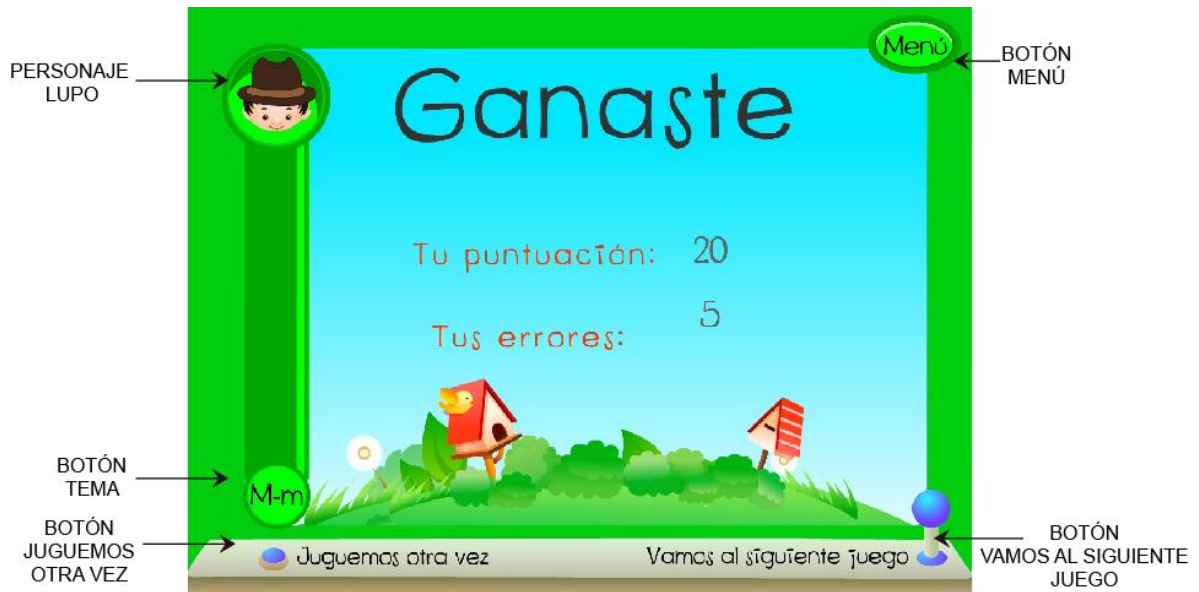 PERSONAJE
LUPO
Menú
BOTÓN
MENÚ
Ganaste
Tu puntuación: 20
Tus errores: 5
BOTÓN
TEMA
M-m
BOTÓN
JUGUEMOS
OTRA VEZ
Juguemos otra vez
Vamos al siguiente juego
BOTÓN
VAMOS AL SIGUIENTE
JUEGO